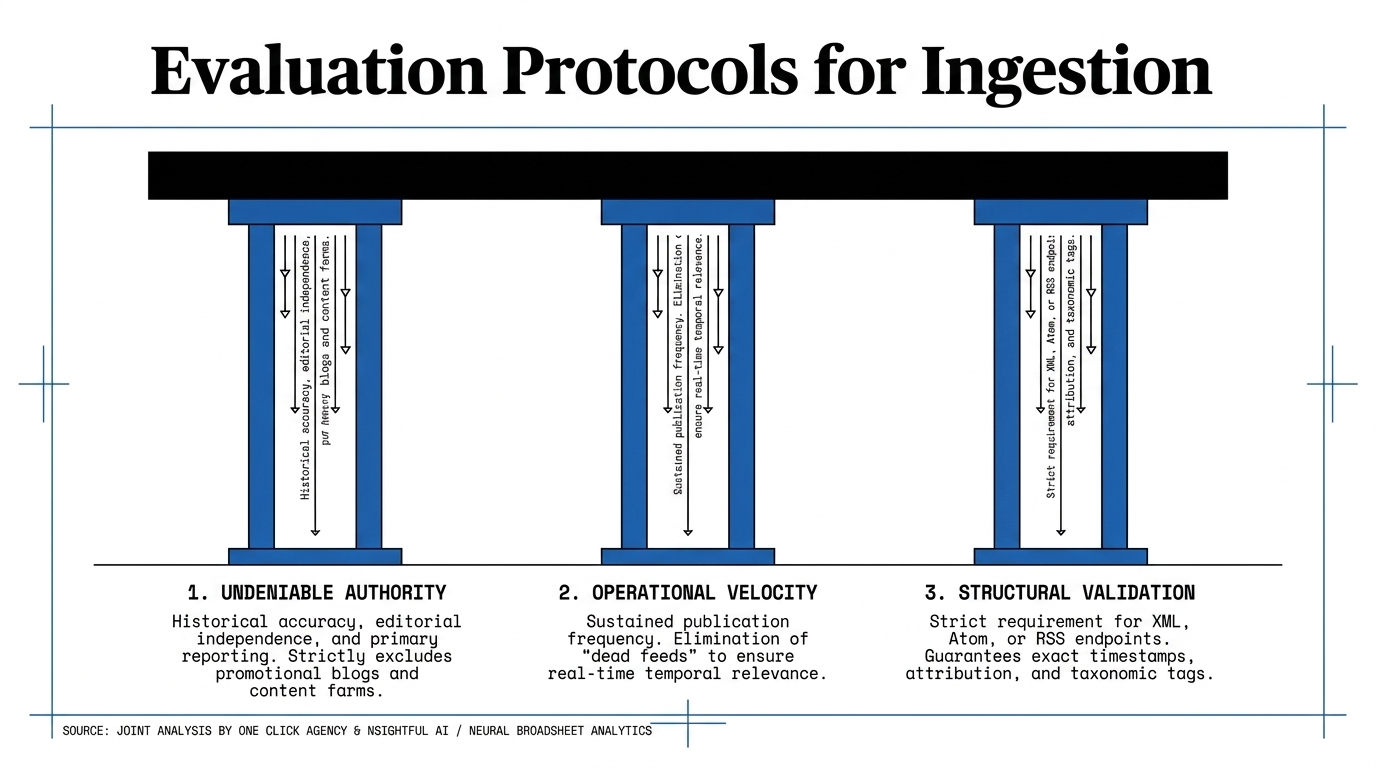 Evaluation Protocols for Ingestion
Historical accuracy, editorial independence,
blogs and content farms.
Sustained publication frequency. Elimination
ensure real-time temporal relevance.
Strict requirement for XML, Atom, or RSS
attribution, and taxonomic tags.
1. UNDENIABLE AUTHORITY
Historical accuracy, editorial
independence, and primary
reporting. Strictly excludes
promotional blogs and
content farms.
2. OPERATIONAL VELOCITY
Sustained publication
frequency. Elimination of
“dead feeds” to ensure
real-time temporal relevance.
3. STRUCTURAL VALIDATION
Strict requirement for XML,
Atom, or RSS endpoints.
Guarantees exact timestamps,
attribution, and taxonomic tags.
SOURCE: JOINT ANALYSIS BY ONE CLICK AGENCY & NSIGHTFUL AI / NEURAL BROADSHEET ANALYTICS